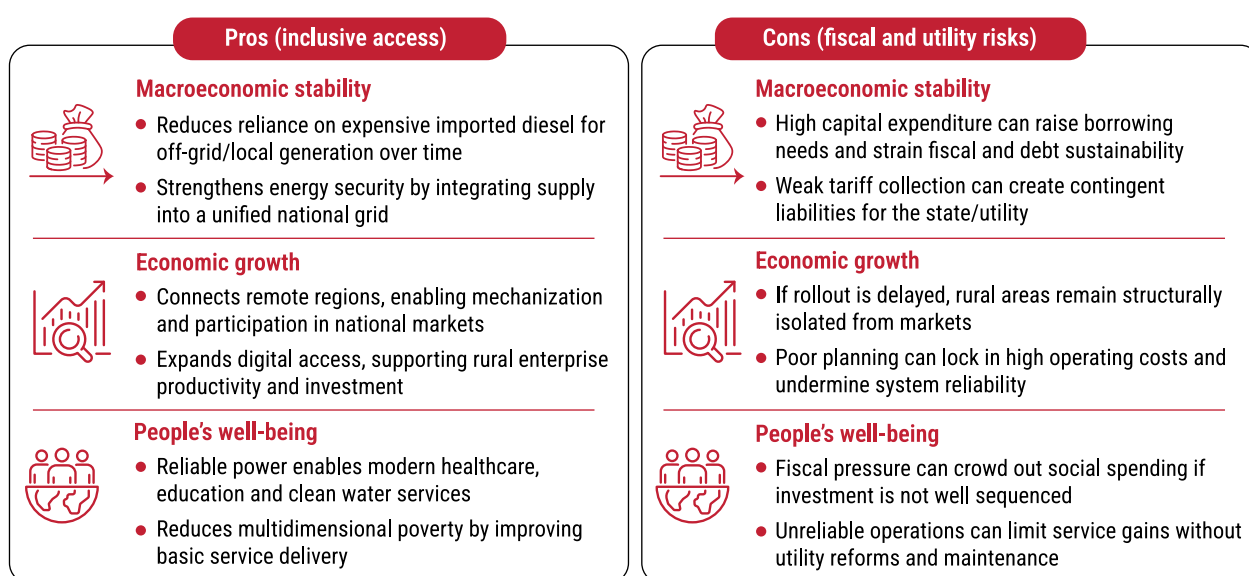 Pros (inclusive access)
Macroeconomic stability
• Reduces reliance on expensive imported diesel for
off-grid/local generation over time
• Strengthens energy security by integrating supply
into a unified national grid
Economic growth
• Connects remote regions, enabling mechanization
and participation in national markets
• Expands digital access, supporting rural enterprise
productivity and investment
People's well-being
• Reliable power enables modern healthcare,
education and clean water services
• Reduces multidimensional poverty by improving
basic service delivery
Cons (fiscal and utility risks)
Macroeconomic stability
• High capital expenditure can raise borrowing
needs and strain fiscal and debt sustainability
• Weak tariff collection can create contingent
liabilities for the state/utility
Economic growth
• If rollout is delayed, rural areas remain structurally
isolated from markets
• Poor planning can lock in high operating costs and
undermine system reliability
People's well-being
• Fiscal pressure can crowd out social spending if
investment is not well sequenced
• Unreliable operations can limit service gains without
utility reforms and maintenance